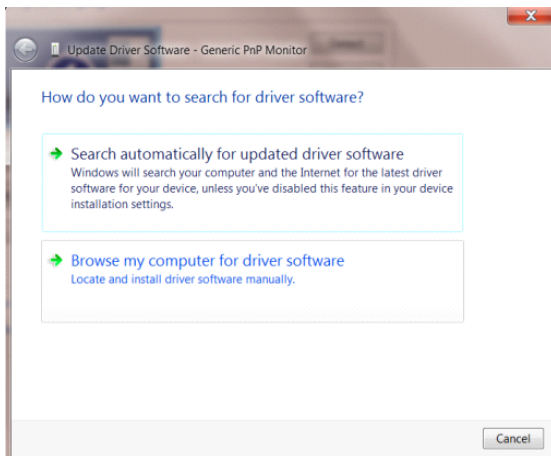 Update Driver Software - Generic PnP Monitor
How do you want to search for driver software?
Search automatically for updated driver software
Windows will search your computer and the Internet for the latest driver
software for your device, unless you've disabled this feature in your device
installation settings.
Browse my computer for driver software
Locate and install driver software manually.
Cancel